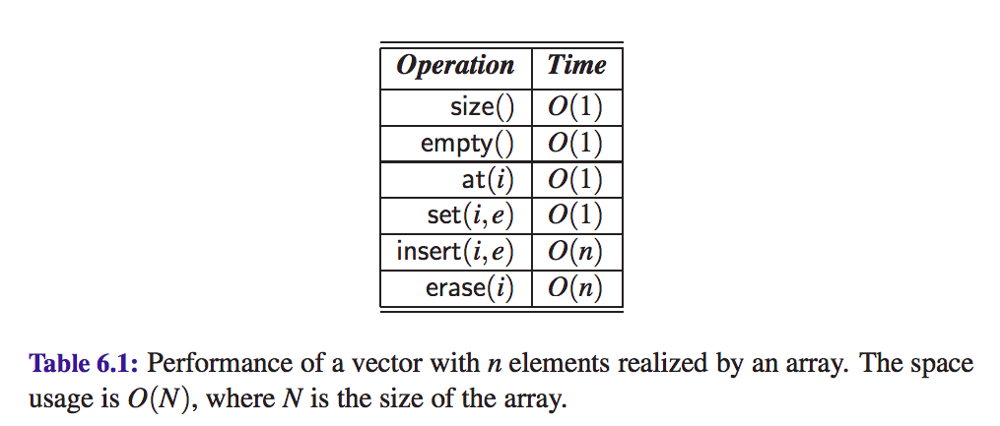 Operation Time
size() O(1)
empty() O(1)
at(i) O(1)
set(i,e) O(1)
insert(i,e) O(n)
erase(i) O(n)
Table 6.1: Performance of a vector with n elements realized by an array. The space
usage is O(N), where N is the size of the array.